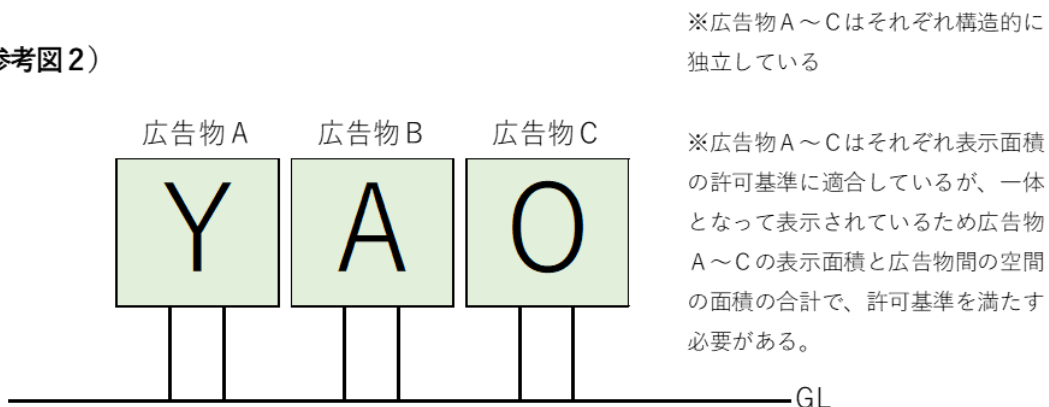 ※広告物A～Cはそれぞれ構造的に
独立している
参考図2）
広告物A 広告物B 広告物C
Y A O
※広告物A～Cはそれぞれ表示面積
の許可基準に適合しているが、一体
となって表示されているため広告物
A～Cの表示面積と広告物間の空間
の面積の合計で、許可基準を満たす
必要がある。
GL